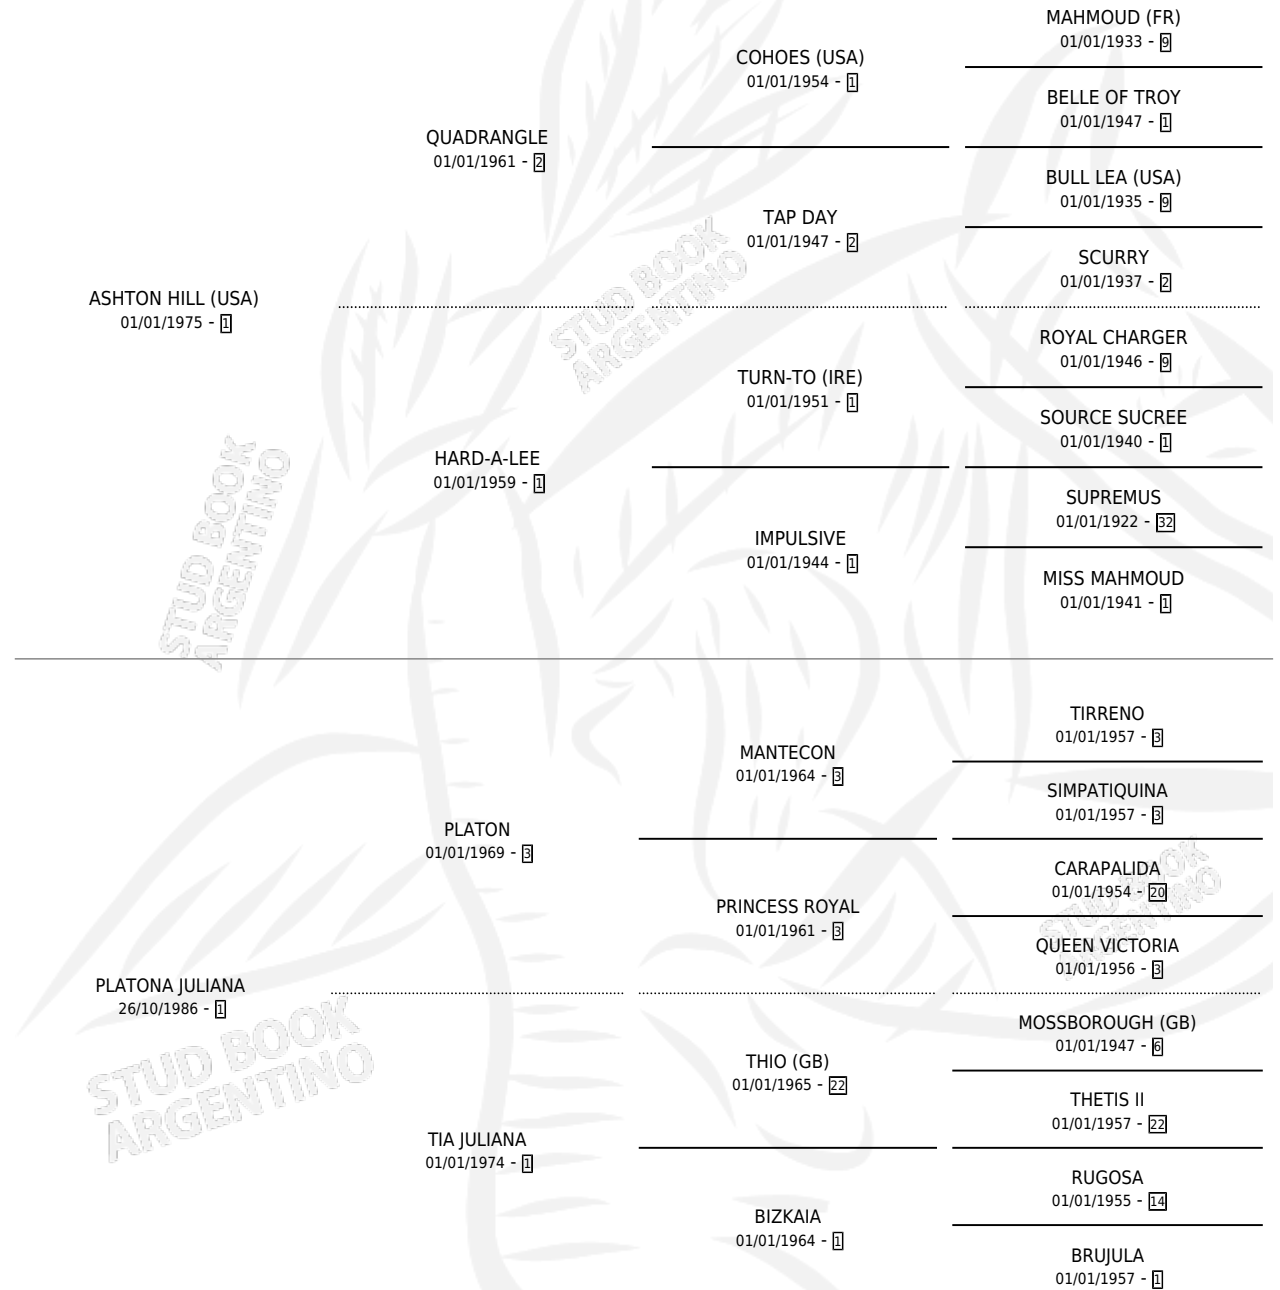 MAHMOUD (FR)
01/01/1933 - 9
COHOES (USA)
01/01/1954 - 1
BELLE OF TROY
01/01/1947 - 1
QUADRANGLE
01/01/1961 - 2
BULL LEA (USA)
01/01/1935 - 9
TAP DAY
01/01/1947 - 2
SCURRY
01/01/1937 - 2
ASHTON HILL (USA)
01/01/1975 - 1
ROYAL CHARGER
01/01/1946 - 9
TURN-TO (IRE)
01/01/1951 - 1
SOURCE SUCREE
01/01/1940 - 1
HARD-A-LEE
01/01/1959 - 1
SUPREMUS
01/01/1922 - 32
IMPULSIVE
01/01/1944 - 1
MISS MAHMOUD
01/01/1941 - 1
TIRRENO
01/01/1957 - 3
MANTECON
01/01/1964 - 3
SIMPATIQUINA
01/01/1957 - 3
PLATON
01/01/1969 - 3
CARAPALIDA
01/01/1954 - 20
PRINCESS ROYAL
01/01/1961 - 3
QUEEN VICTORIA
01/01/1956 - 3
PLATONA JULIANA
26/10/1986 - 1
MOSSBOROUGH (GB)
01/01/1947 - 6
THIO (GB)
01/01/1965 - 22
THETIS II
01/01/1957 - 22
TIA JULIANA
01/01/1974 - 1
RUGOSA
01/01/1955 - 14
BIZKAIA
01/01/1964 - 1
BRUJULA
01/01/1957 - 1
STUD BOOK
ARGENTINO
STUD BOOK
ARGENTINO
STUD BOOK
ARGENTINO
STUD BOOK
ARGENTINO